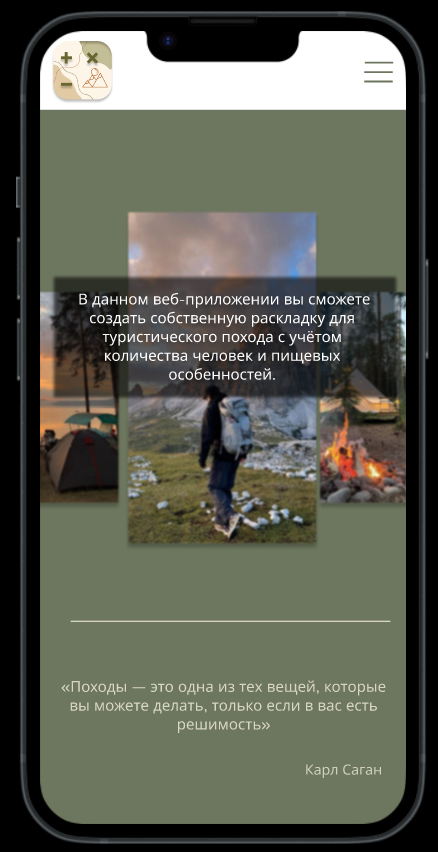 В данном веб-приложении вы сможете
создать собственную раскладку для
туристического похода с учётом
количества человек и пищевых
особенностей.
«Походы — это одна из тех вещей, которые
вы можете делать, только если в вас есть
решимость»
Карл Саган